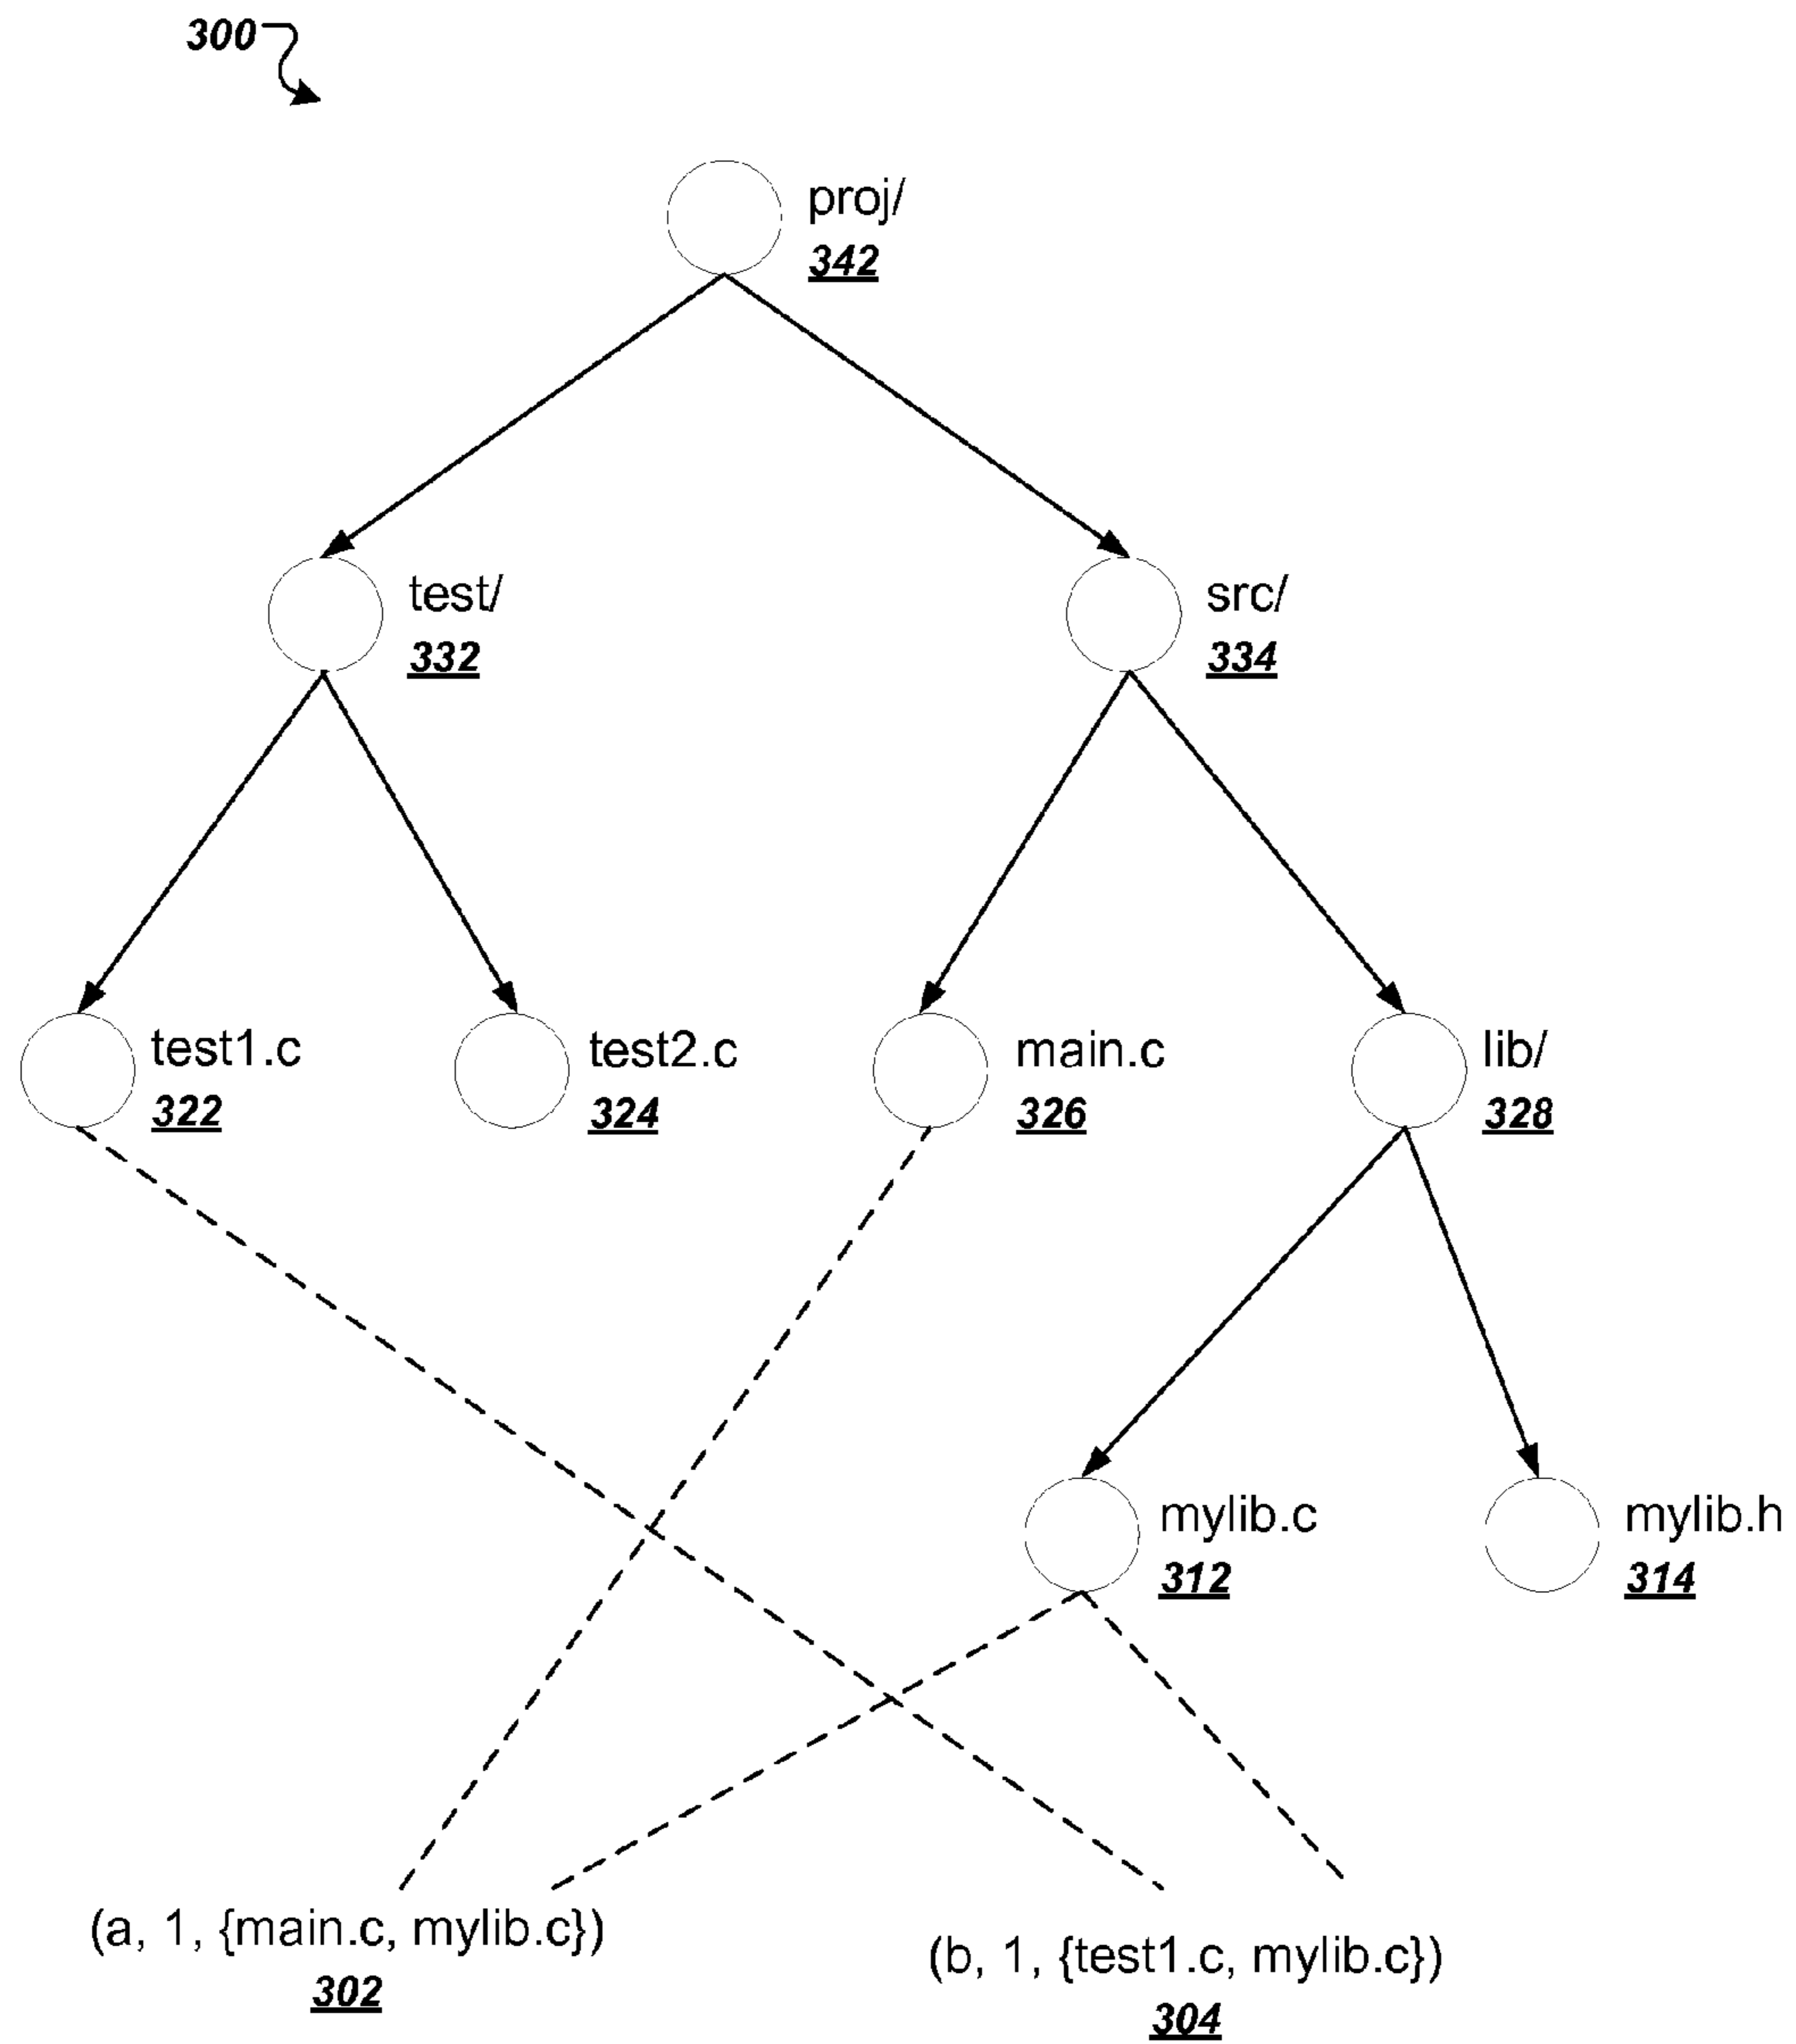 300
proj/
342
test/
332
src/
334
test1.c
322
test2.c
324
main.c
326
lib/
328
mylib.c
312
mylib.h
314
(a, 1, {main.c, mylib.c})
302
(b, 1, {test1.c, mylib.c})
304